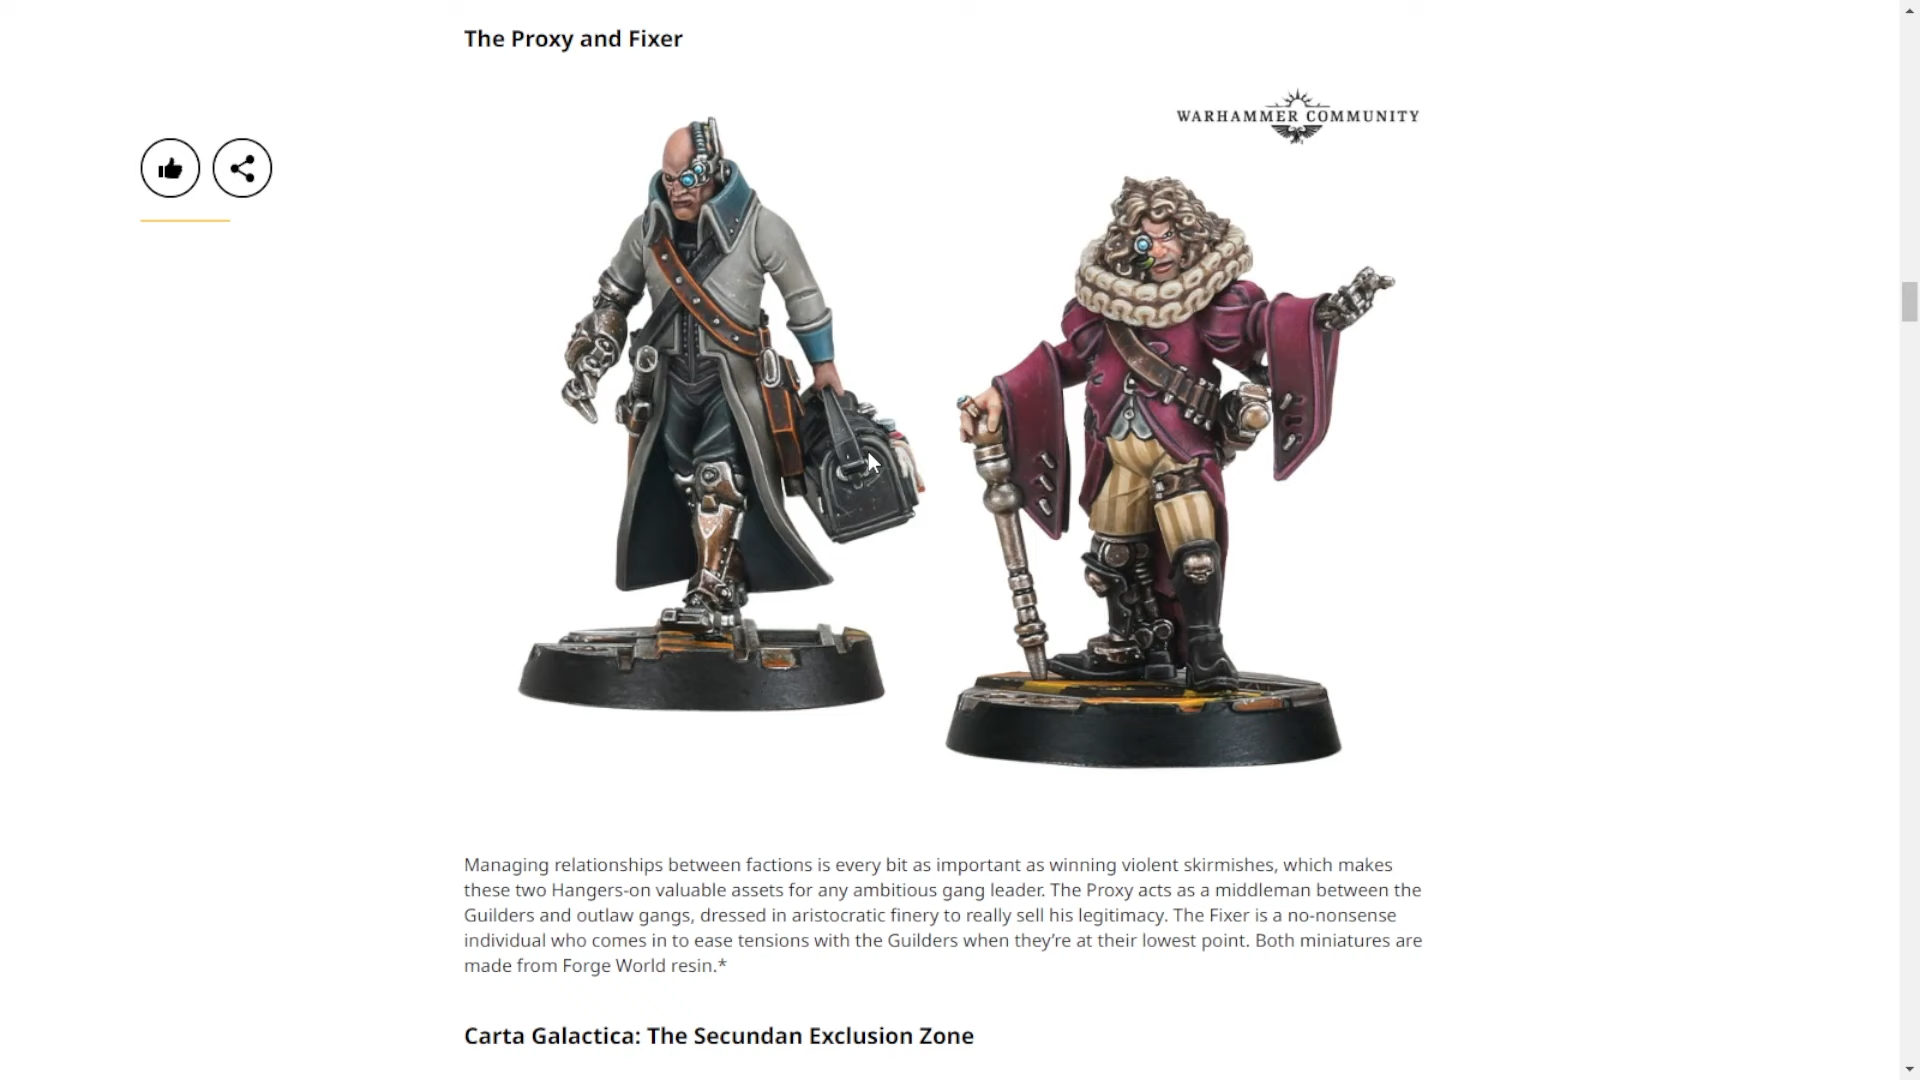 The Proxy and Fixer
WARHAMMER COMMUNITY
Managing relationships between factions is every bit as important as winning violent skirmishes, which makes
these two Hangers-on valuable assets for any ambitious gang leader. The Proxy acts as a middleman between the
Guilders and outlaw gangs, dressed in aristocratic finery to really sell his legitimacy. The Fixer is a no-nonsense
individual who comes in to ease tensions with the Guilders when they’re at their lowest point. Both miniatures are
made from Forge World resin.*
Carta Galactica: The Secundan Exclusion Zone